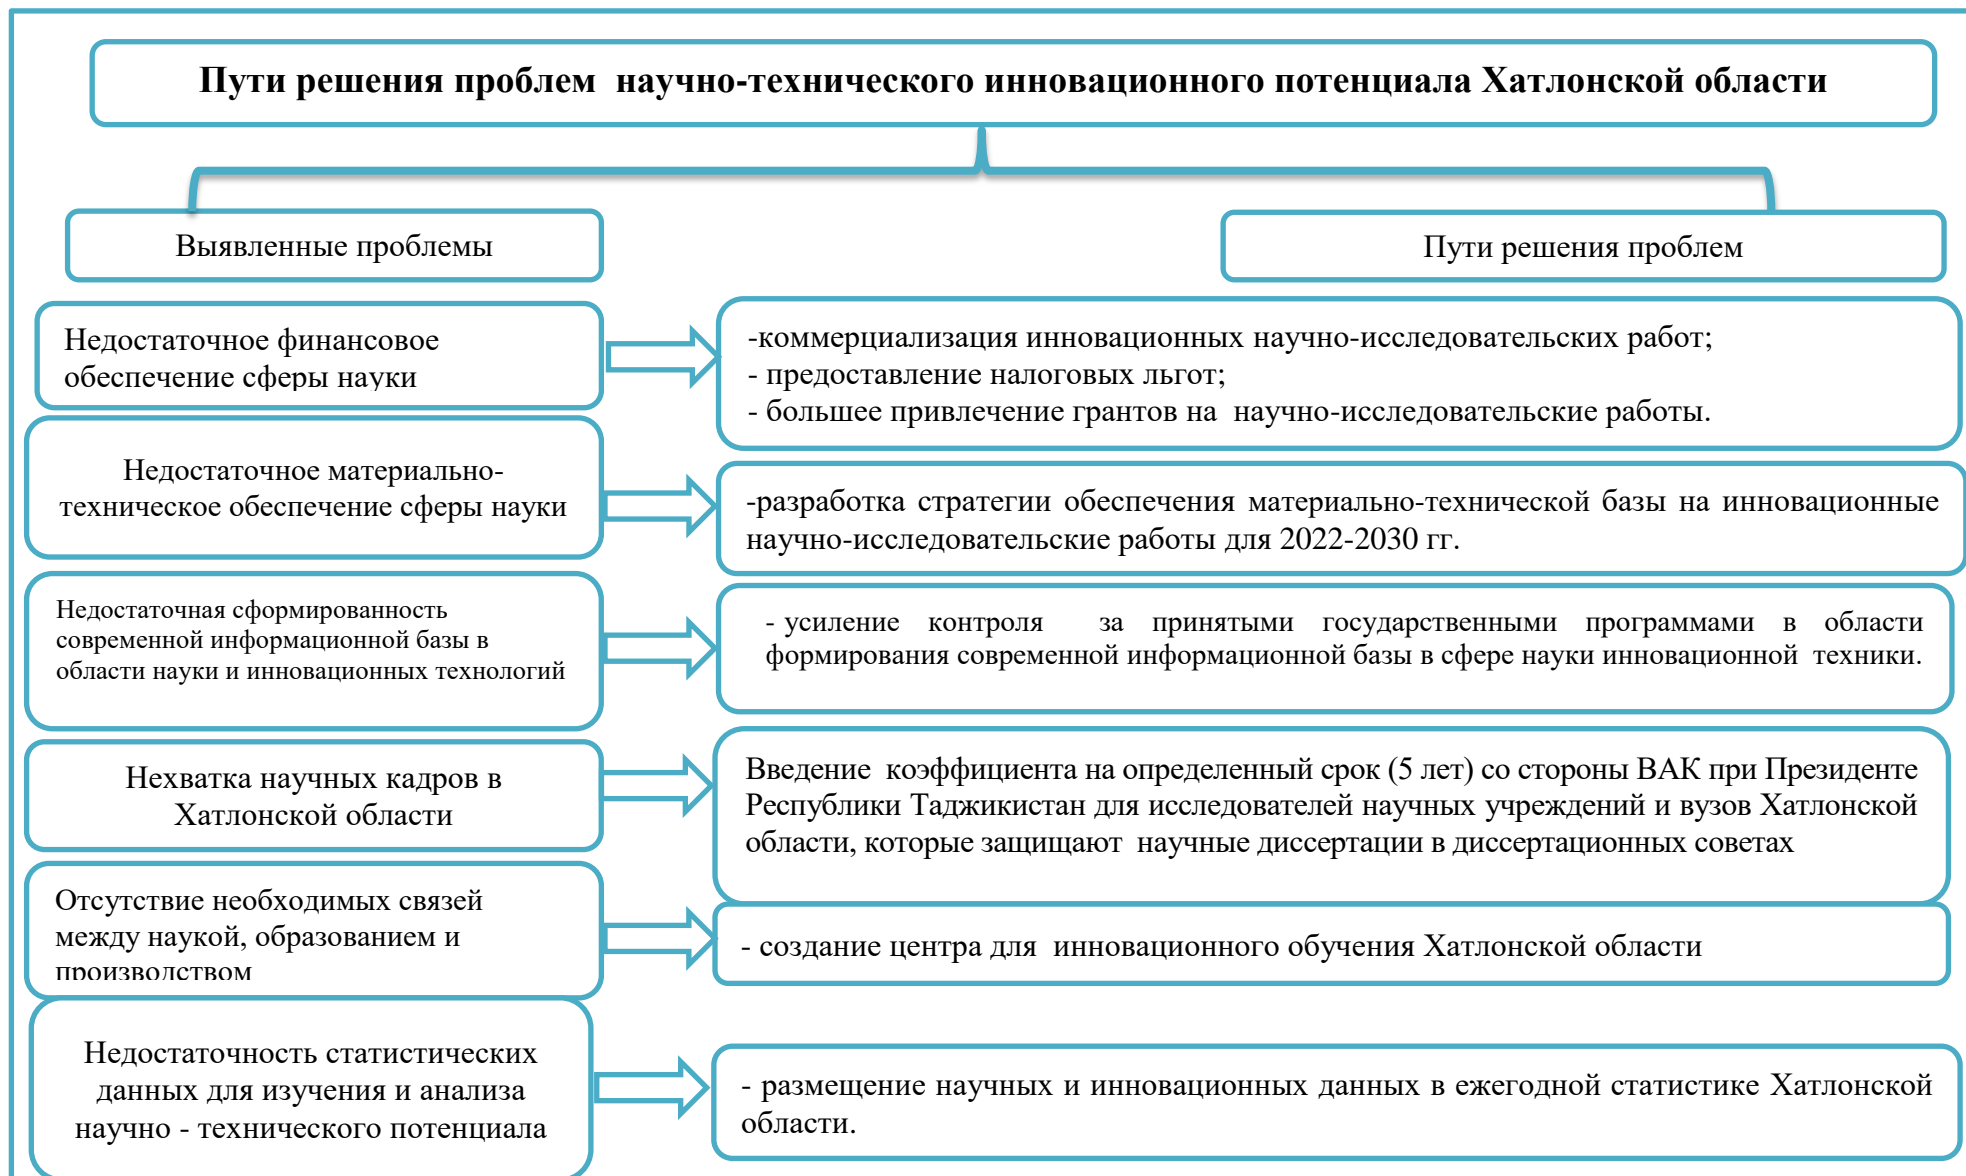 Пути решения проблем научно-технического инновационного потенциала Хатлонской области
Выявленные проблемы
Пути решения проблем
Недостаточное финансовое
обеспечение сферы науки
-коммерциализация инновационных научно-исследовательских работ;
- предоставление налоговых льгот;
- большее привлечение грантов на научно-исследовательские работы.
Недостаточное материально-
техническое обеспечение сферы науки
-разработка стратегии обеспечения материально-технической базы на инновационные
научно-исследовательские работы для 2022-2030 гг.
Недостаточная сформированность
современной информационной базы в
области науки и инновационных технологий
- усиление контроля за принятыми государственными программами в области
формирования современной информационной базы в сфере науки инновационной техники.
Нехватка научных кадров в
Хатлонской области
Введение коэффициента на определенный срок (5 лет) со стороны ВАК при Президенте
Республики Таджикистан для исследователей научных учреждений и вузов Хатлонской
области, которые защищают научные диссертации в диссертационных советах
Отсутствие необходимых связей
между наукой, образованием и
производством
- создание центра для инновационного обучения Хатлонской области
Недостаточность статистических
данных для изучения и анализа
научно - технического потенциала
- размещение научных и инновационных данных в ежегодной статистике Хатлонской
области.